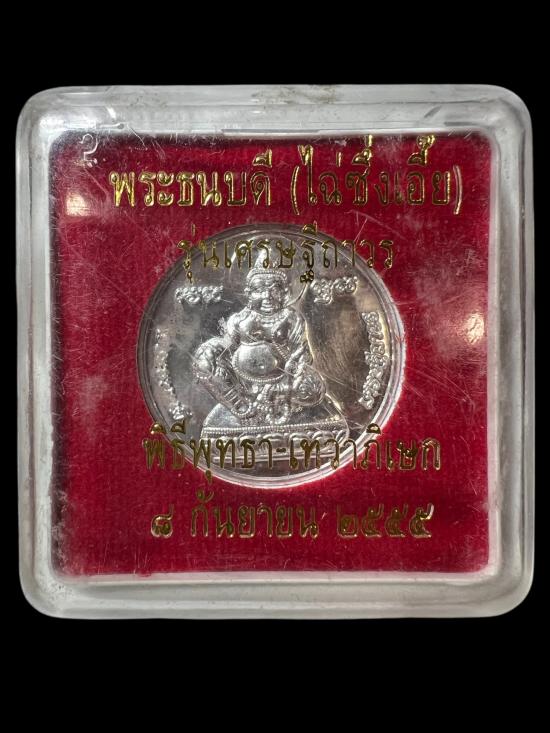 พระธนบดี (ไฉ่ซึ่งเอี้ย)
รุ่นเศรษฐีถาวร
พิธีพุทธา-เทวาภิเษก
๘ กันยายน ๒๕๕๕